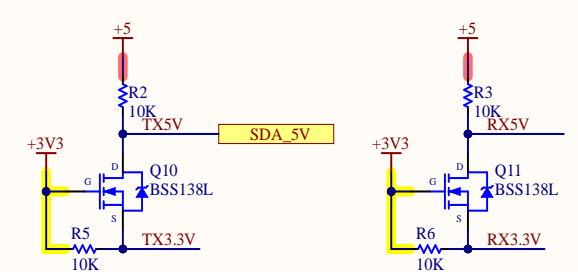 +5
R2
10K
TX5V
SDA_5V
+3V3
D
G
S
Q10
BSS138L
R5
10K
TX3.3V
+5
R3
10K
RX5V
+3V3
D
G
S
Q11
BSS138L
R6
10K
RX3.3V